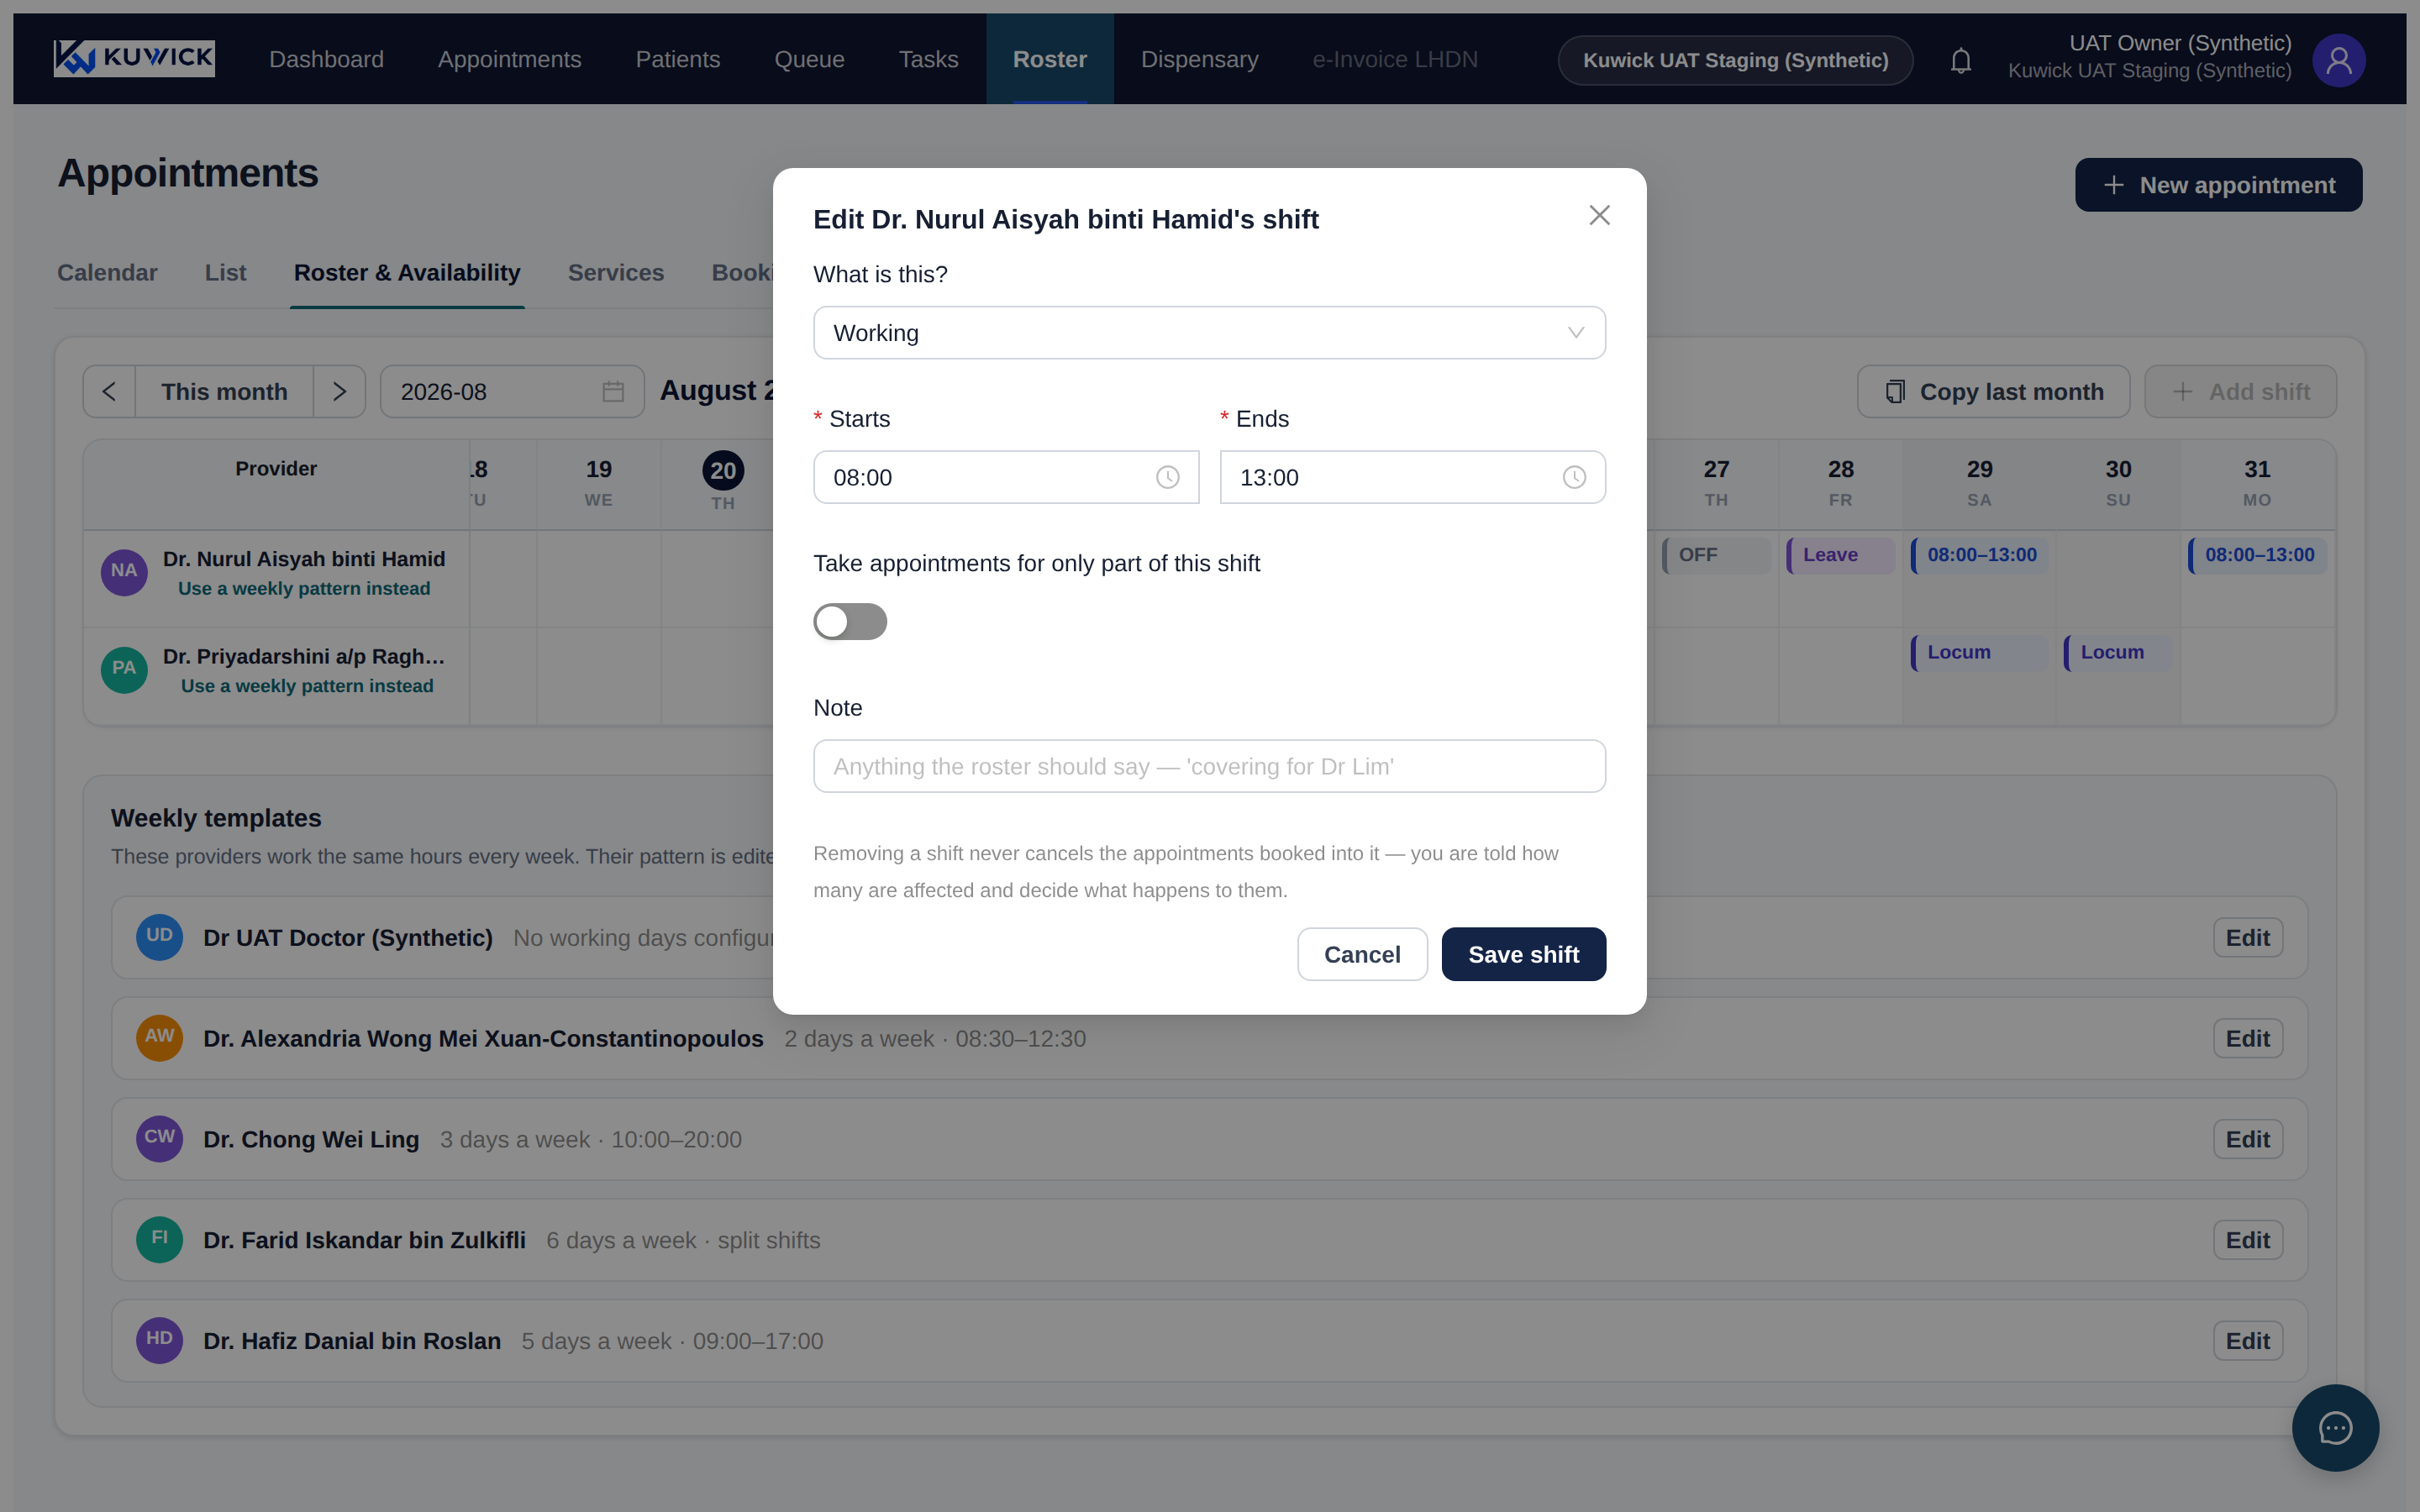 KUWICK
Dashboard
Appointments
Patients
Queue
Tasks
Roster
Dispensary
e-Invoice LHDN
Kuwick UAT Staging (Synthetic)
UAT Owner (Synthetic)
Kuwick UAT Staging (Synthetic)
Appointments
New appointment
Calendar
List
Roster & Availability
Services
This month
2026-08
Copy last month
Add shift
Provider
19
WE
20
TH
27
TH
28
FR
29
SA
30
SU
31
MO
NA
Dr. Nurul Aisyah binti Hamid
Use a weekly pattern instead
OFF
Leave
08:00–13:00
08:00–13:00
PA
Dr. Priyadarshini a/p Ragh…
Use a weekly pattern instead
Locum
Locum
Edit Dr. Nurul Aisyah binti Hamid's shift
What is this?
Working
* Starts
* Ends
08:00
13:00
Take appointments for only part of this shift
Note
Anything the roster should say — 'covering for Dr Lim'
Removing a shift never cancels the appointments booked into it — you are told how
many are affected and decide what happens to them.
Cancel
Save shift
Weekly templates
These providers work the same hours every week. Their pattern is
UD
Dr UAT Doctor (Synthetic)
No working days
Edit
AW
Dr. Alexandria Wong Mei Xuan-Constantinopoulos
2 days a week · 08:30–12:30
Edit
CW
Dr. Chong Wei Ling
3 days a week · 10:00–20:00
Edit
FI
Dr. Farid Iskandar bin Zulkifli
6 days a week · split shifts
Edit
HD
Dr. Hafiz Danial bin Roslan
5 days a week · 09:00–17:00
Edit